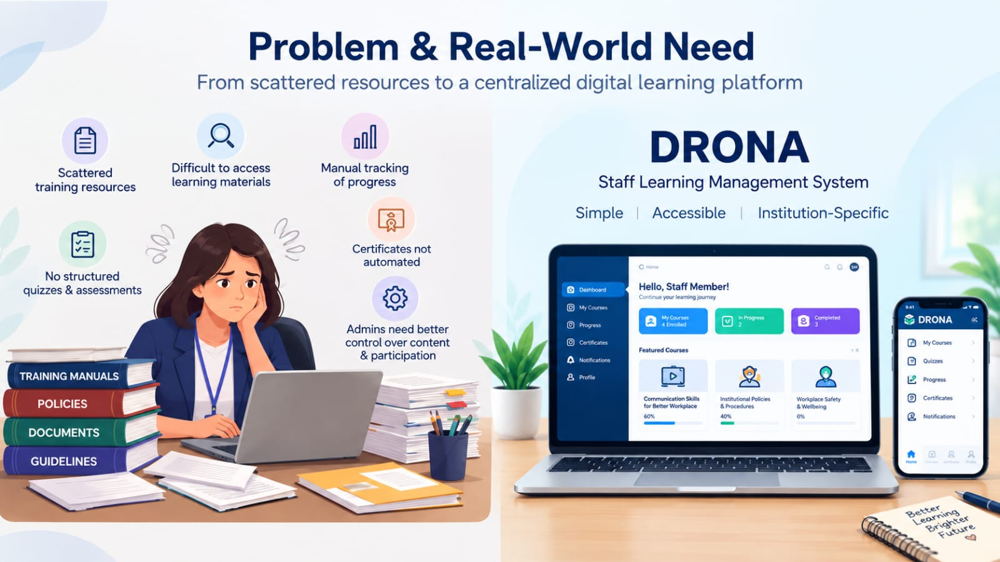 Problem & Real-World Need
From scattered resources to a centralized digital learning platform
Scattered
training resources
Difficult to access
learning materials
Manual tracking
of progress
No structured
quizzes & assessments
Certificates not
automated
Admins need better
control over content
& participation
TRAINING MANUALS
POLICIES
DOCUMENTS
GUIDELINES
DRONA
Staff Learning Management System
Simple | Accessible | Institution-Specific
Home
SM
Dashboard
My Courses
Progress
Certificates
Notifications
Profile
Hello, Staff Member!
Continue your learning journey
My Courses
4 Enrolled
In Progress
2
Completed
3
Featured Courses
Communication Skills
for Better Workplace
60%
Institutional Policies
& Procedures
40%
Workplace Safety
& Wellbeing
0%
9:41
DRONA
My Courses
Quizzes
Progress
Certificates
Notifications
Home
Courses
Profile
Better
Learning
Brighter
Future